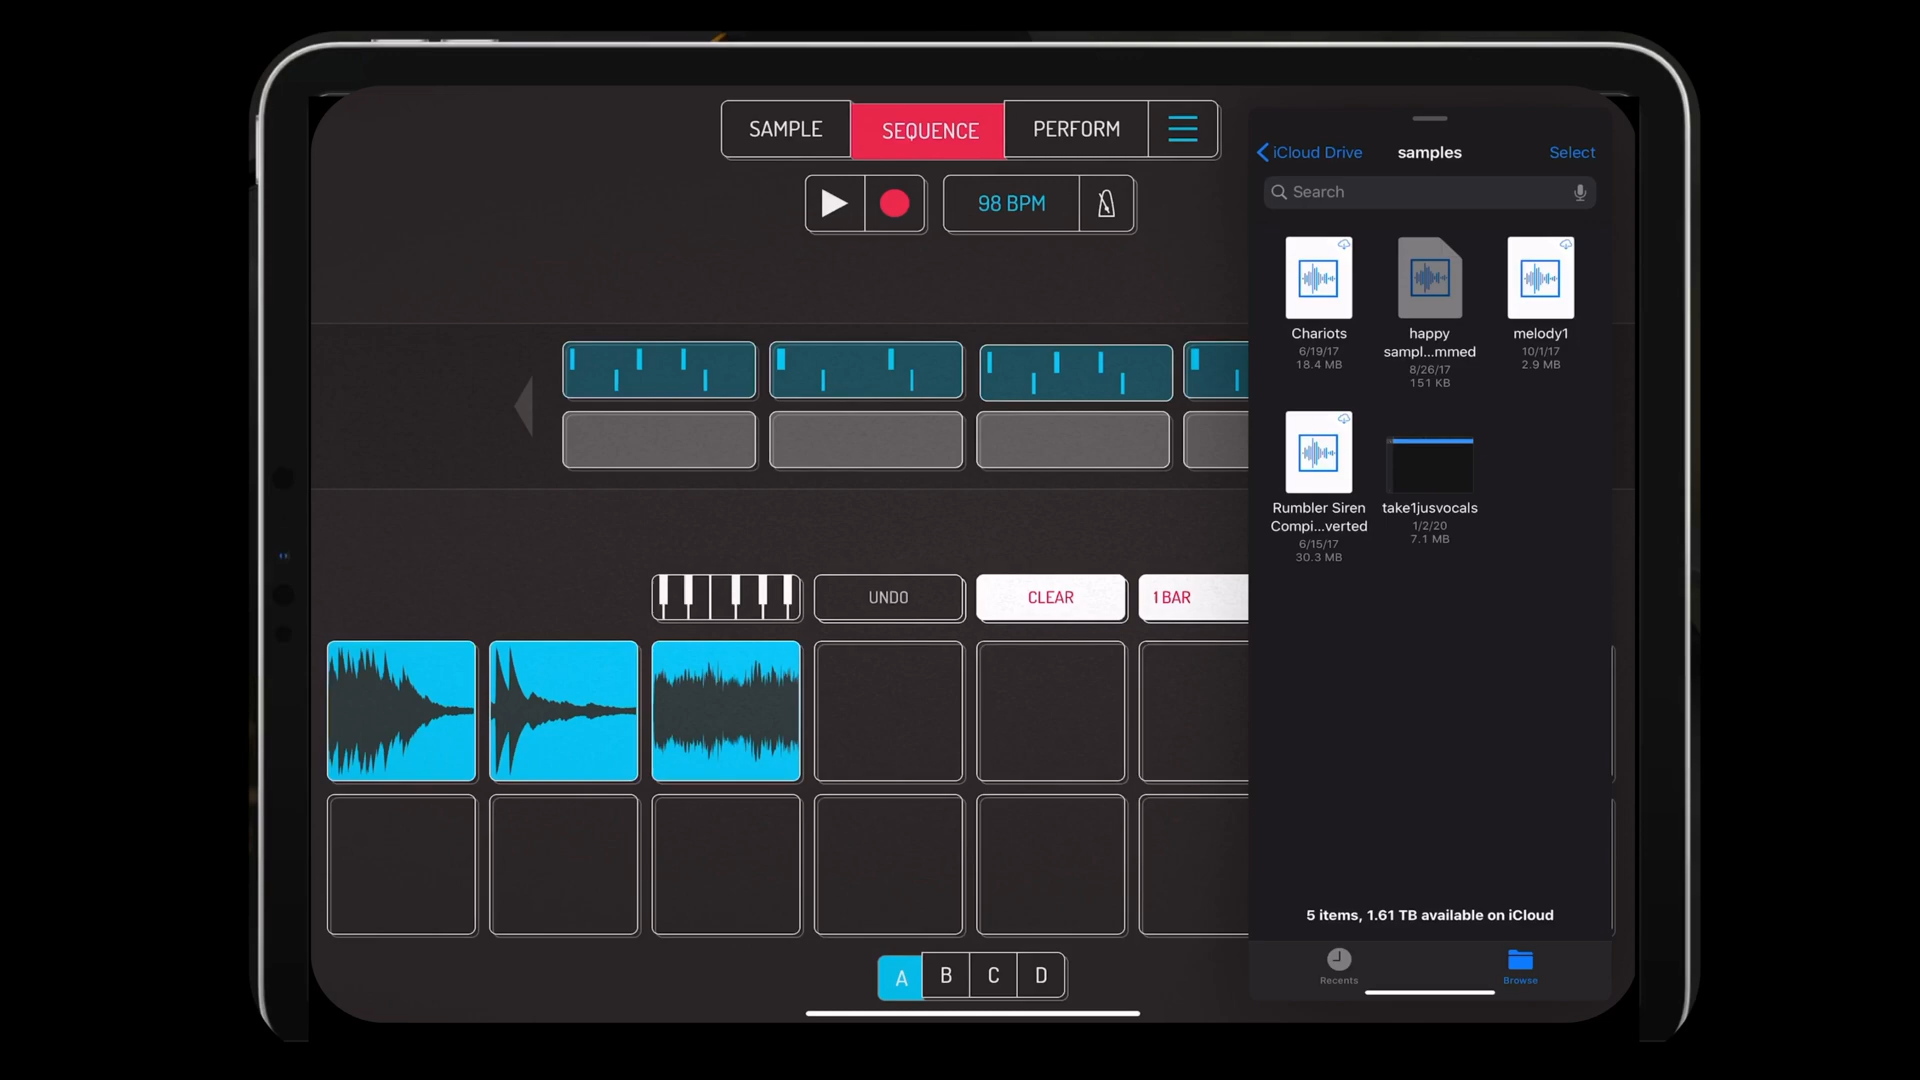 SAMPLE
SEQUENCE
PERFORM
98 BPM
UNDO
CLEAR
1 BAR
A
B
C
D
iCloud Drive
samples
Select
Search
Chariots
6/19/17
18.4 MB
happy
sampl...mmed
8/26/17
151 KB
melody1
10/1/17
2.9 MB
Rumbler Siren
Compi...verted
6/15/17
30.3 MB
take1jusvocals
1/2/20
7.1 MB
5 items, 1.61 TB available on iCloud
Recents
Browse